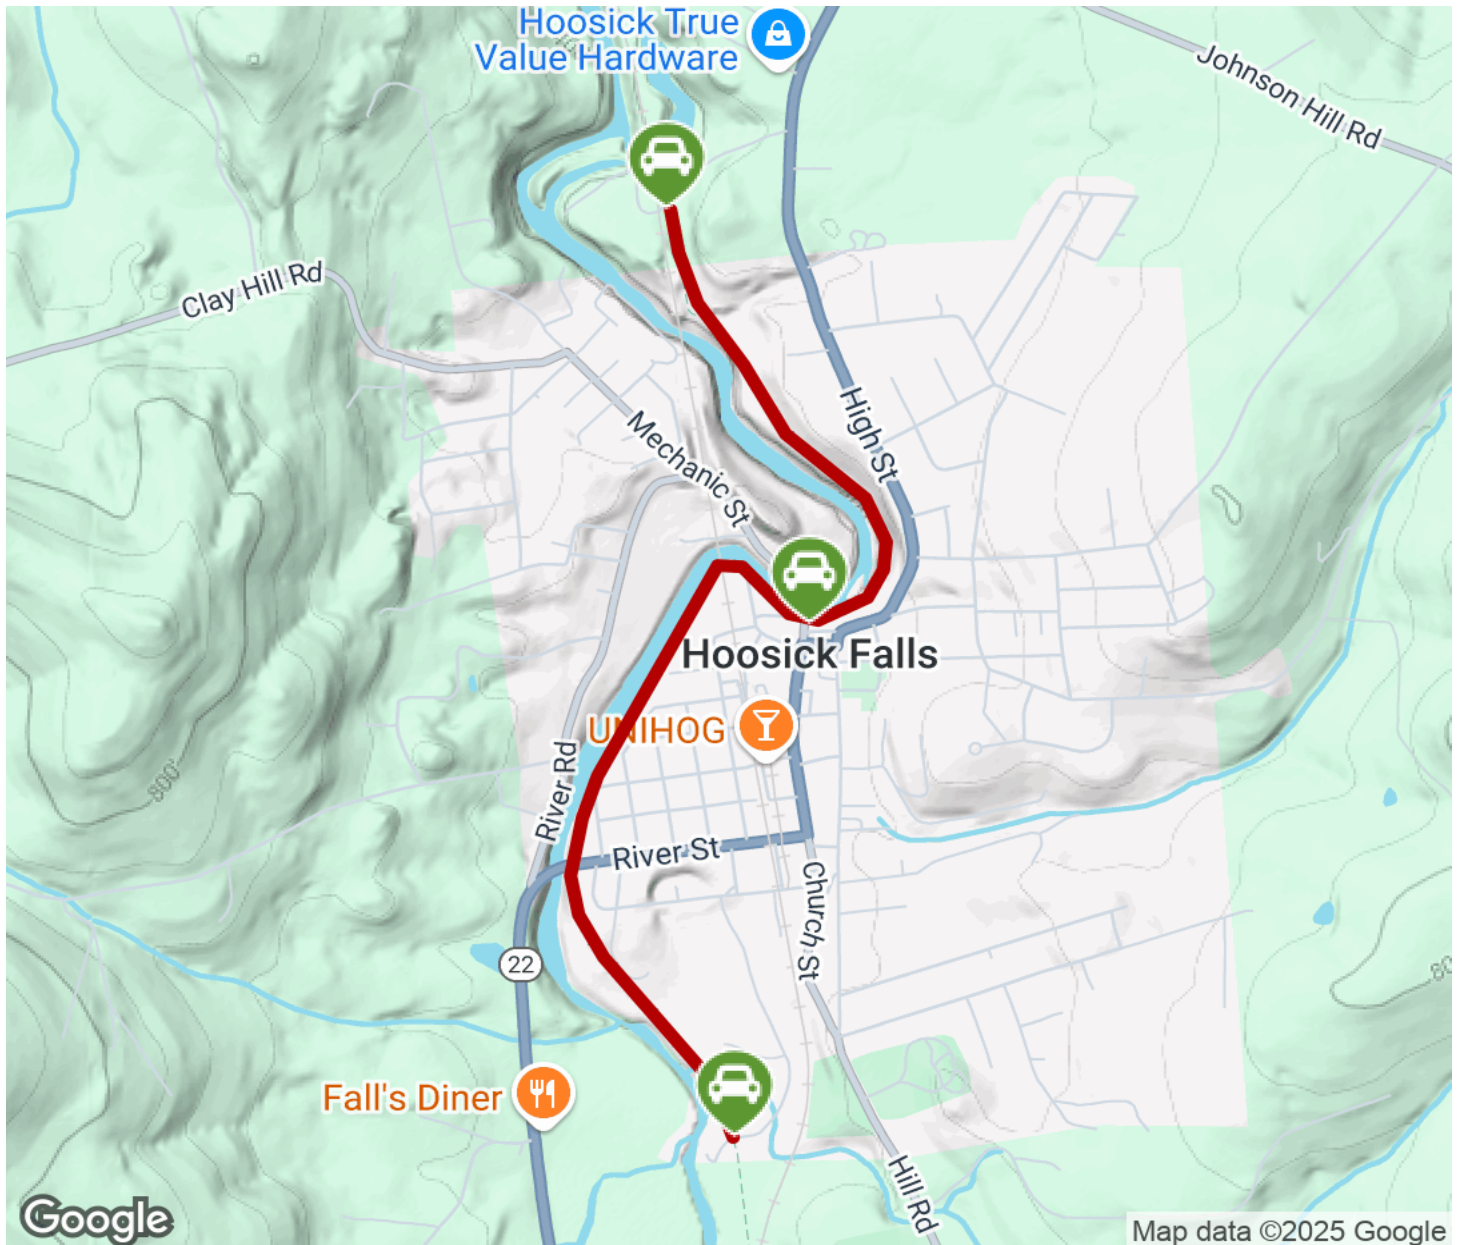 Hoosick True
Value Hardware
Johnson Hill Rd
Clay Hill Rd
High St
Mechanic St
Hoosick Falls
UNIHOG
River Rd
800'
River St
Church St
22
80
Fall's Diner
Hill Rd
Google
Map data ©2025 Google